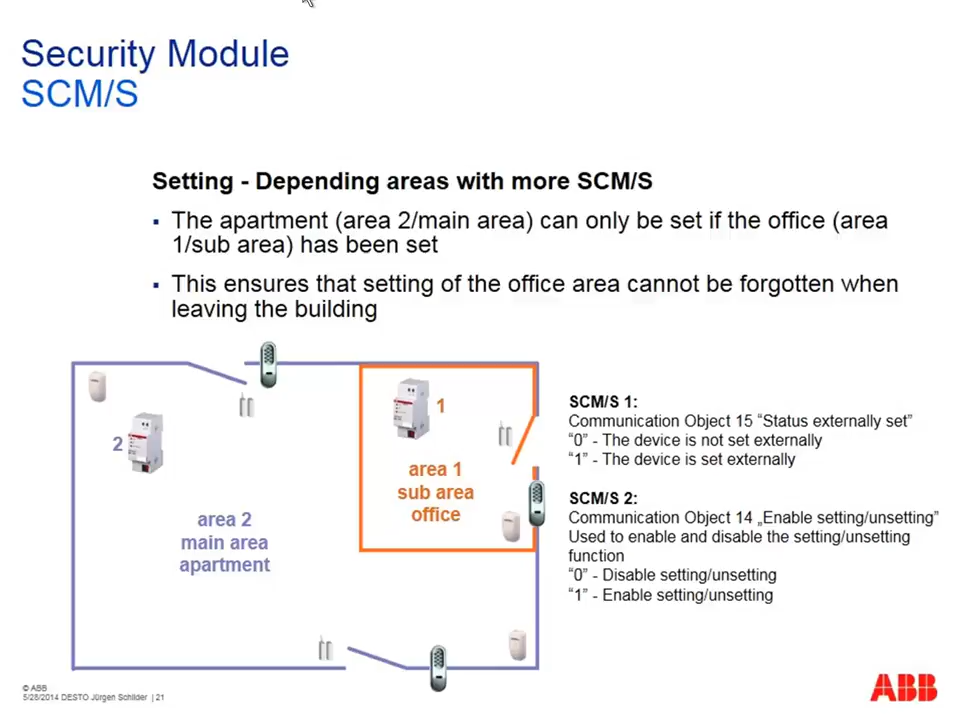 Security Module
SCM/S
Setting - Depending areas with more SCM/S
▪ The apartment (area 2/main area) can only be set if the office (area
1/sub area) has been set
▪ This ensures that setting of the office area cannot be forgotten when
leaving the building
1
2
area 1
sub area
office
area 2
main area
apartment
SCM/S 1:
Communication Object 15 “Status externally set”
“0” - The device is not set externally
“1” - The device is set externally
SCM/S 2:
Communication Object 14 „Enable setting/unsetting”
Used to enable and disable the setting/unsetting
function
“0” - Disable setting/unsetting
“1” - Enable setting/unsetting
© ABB
5/28/2014 DESTO Jürgen Schilder | 21
ABB